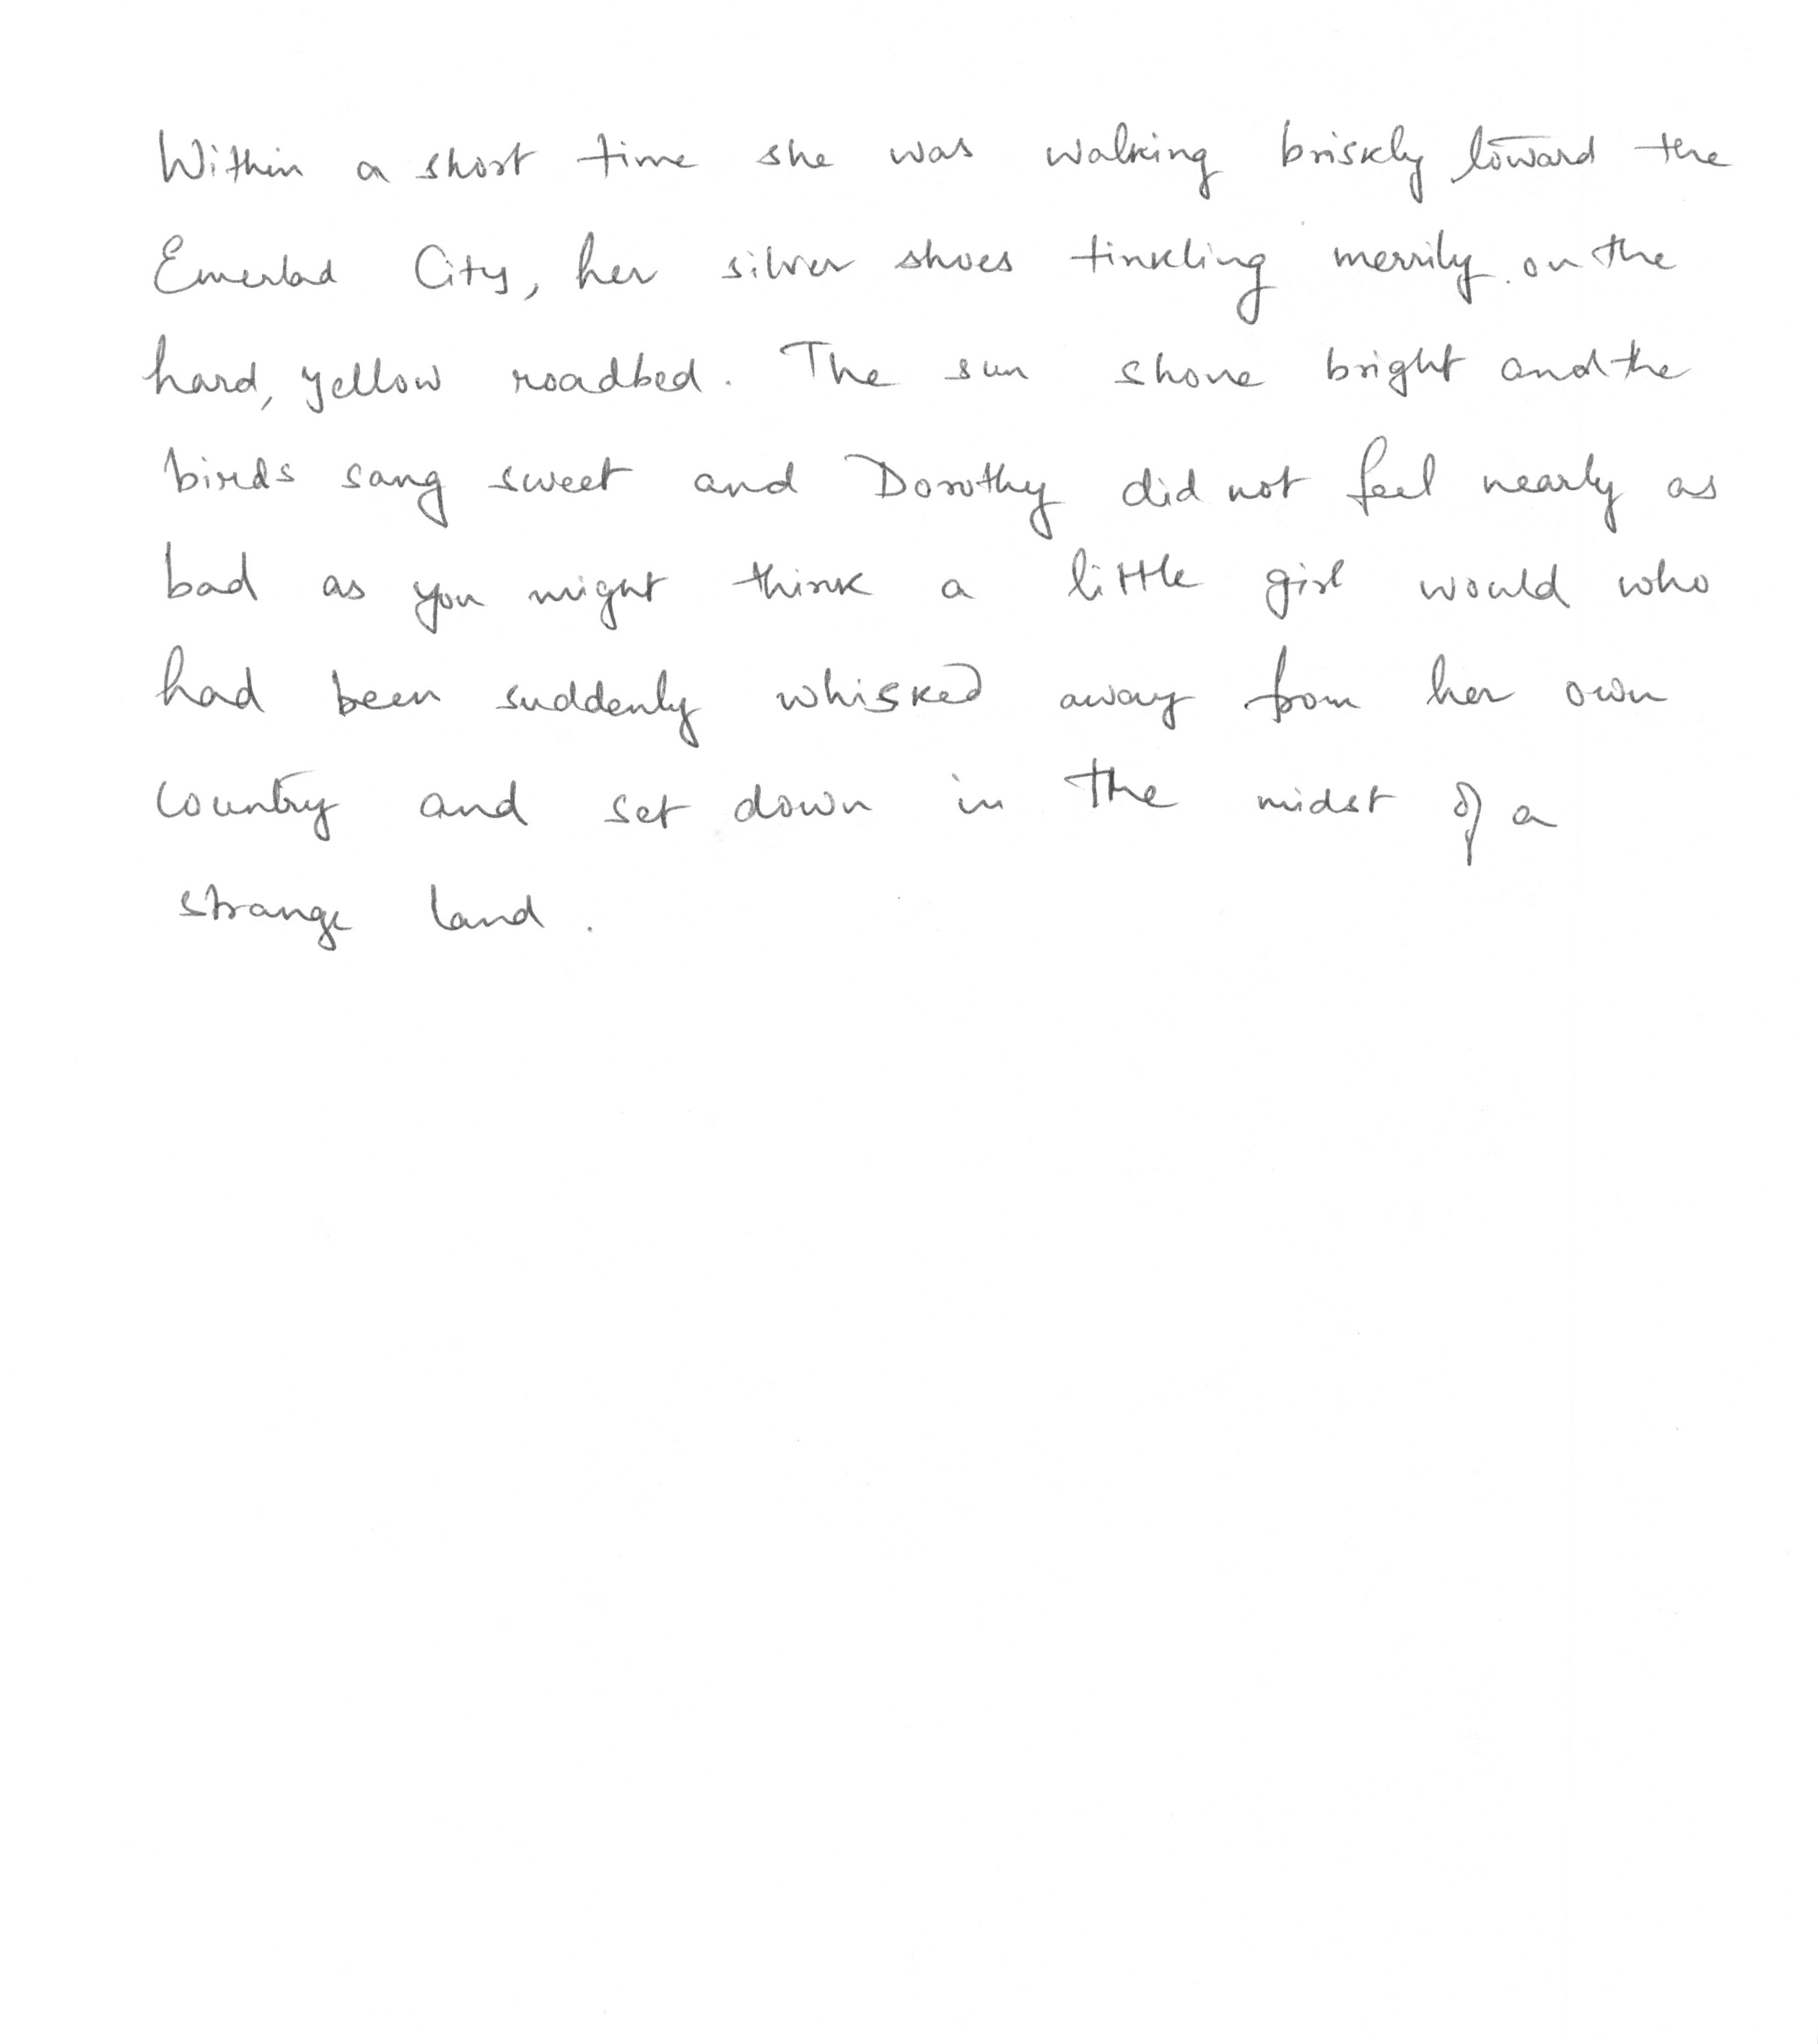 Within a short time she was walking briskly toward the
Emerlad City, her silver shoes tinkling merrily on the
hard, yellow roadbed. The sun shone bright and the
birds sang sweet and Dorothy did not feel nearly as
bad as you might think a little girl would who
had been suddenly whisked away from her own
country and set down in the midst of a
strange land.